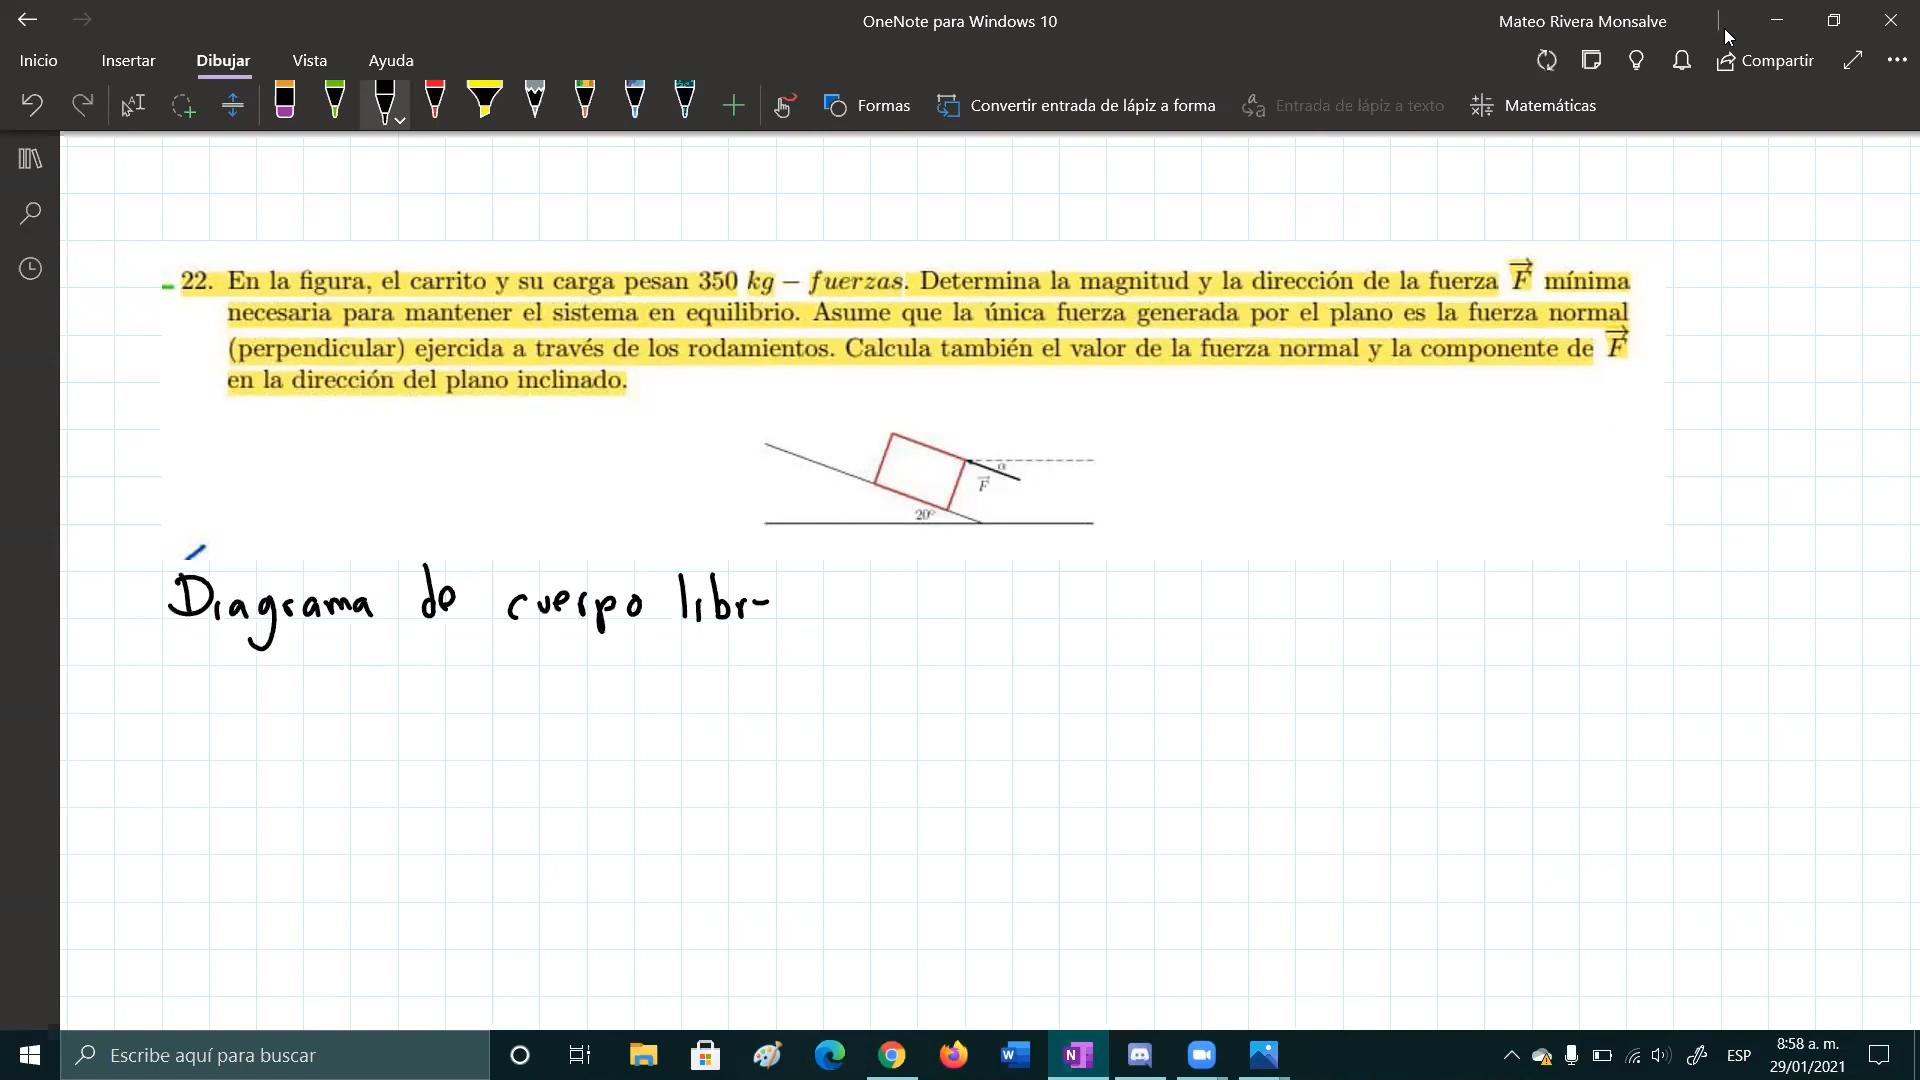 OneNote para Windows 10
Mateo Rivera Monsalve
Inicio Insertar Dibujar Vista Ayuda
Compartir
Formas Convertir entrada de lápiz a forma Entrada de lápiz a texto Matemáticas
22. En la figura, el carrito y su carga pesan 350 kg − fuerzas. Determina la magnitud y la dirección de la fuerza F mínima
necesaria para mantener el sistema en equilibrio. Asume que la única fuerza generada por el plano es la fuerza normal
(perpendicular) ejercida a través de los rodamientos. Calcula también el valor de la fuerza normal y la componente de F
en la dirección del plano inclinado.
α
F
20°
Diagrama de cuerpo libr-
Escribe aquí para buscar
ESP
8:58 a. m.
29/01/2021